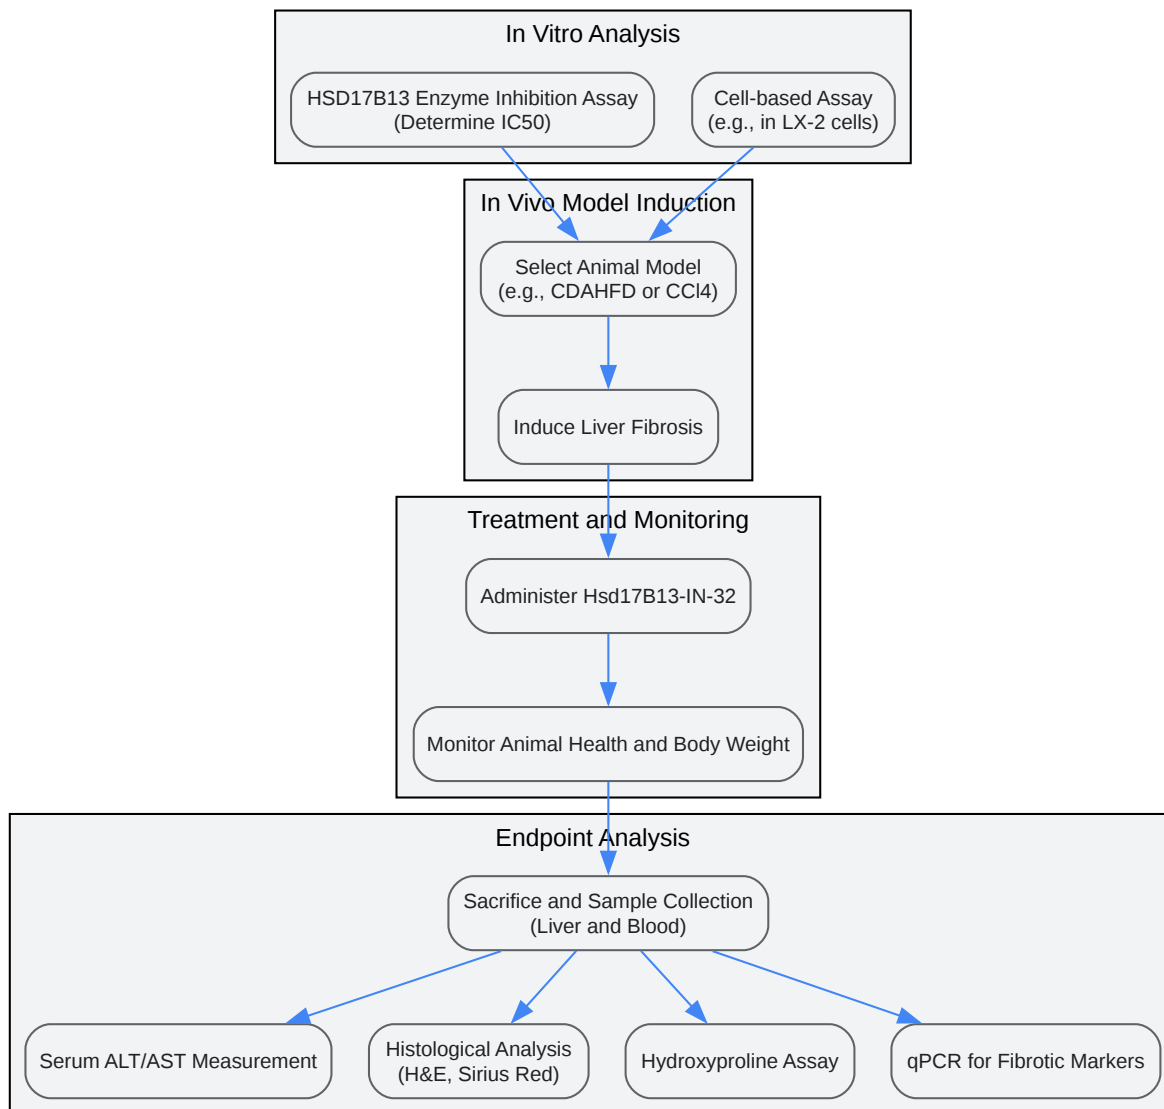 In Vitro Analysis
HSD17B13 Enzyme Inhibition Assay
(Determine IC50)
Cell-based Assay
(e.g., in LX-2 cells)
In Vivo Model Induction
Select Animal Model
(e.g., CDAHFD or CCl4)
Induce Liver Fibrosis
Treatment and Monitoring
Administer Hsd17B13-IN-32
Monitor Animal Health and Body Weight
Endpoint Analysis
Sacrifice and Sample Collection
(Liver and Blood)
Serum ALT/AST Measurement
Histological Analysis
(H&E, Sirius Red)
Hydroxyproline Assay
qPCR for Fibrotic Markers